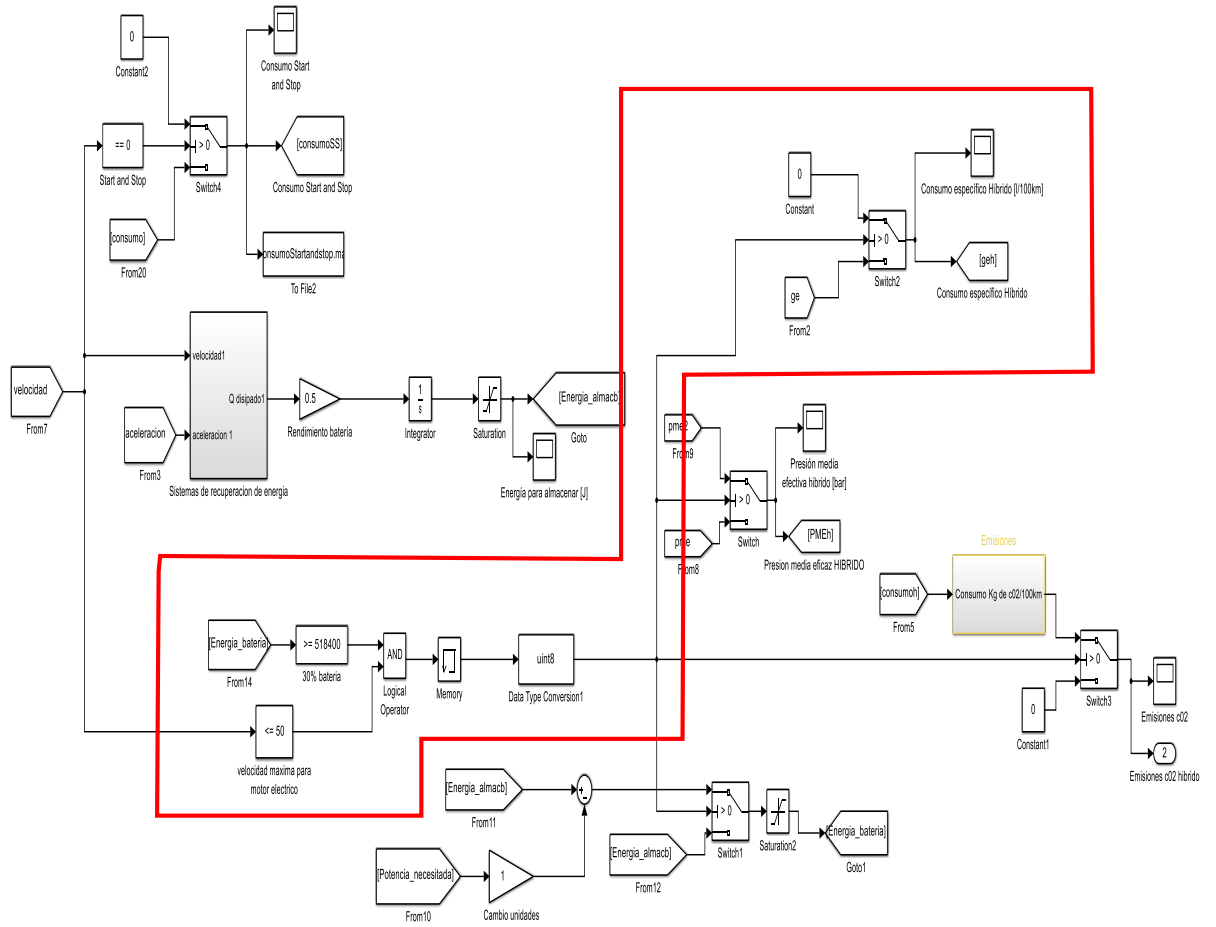 0
Constant2
Consumo Start
and Stop
== 0
Start and Stop
> 0
Switch4
[consumoSS]
Consumo Start and Stop
[consumo]
From20
onsumoStartandstop.ma
To File2
0
Constant
Consumo específico Híbrido [l/100km]
> 0
Switch2
[geh]
Consumo específico Híbrido
ge
From2
velocidad
From7
velocidad1
Q disipado1
aceleracion 1
Sistemas de recuperacion de energia
aceleracion
From3
0.5
Rendimiento batería
1
s
Integrator
Saturation
[Energia_almacb]
Goto
Energía para almacenar [J]
pme2
From9
Presión media
efectiva hibrido [bar]
> 0
Switch
pme
From8
[PMEh]
Presion media eficaz HIBRIDO
Emisiones
[consumoh]
From5
Consumo Kg de c02/100km
[Energia_bateria]
From14
>= 518400
30% bateria
AND
Logical
Operator
Memory
uint8
Data Type Conversion1
> 0
Switch3
0
Constant1
Emisiones c02
2
Emisiones c02 hibrido
<= 50
velocidad maxima para
motor electrico
[Energia_almacb]
From11
> 0
Switch1
Saturation2
[Energia_bateria]
Goto1
[Energia_almacb]
From12
[Potencia_necesitada]
From10
1
Cambio unidades